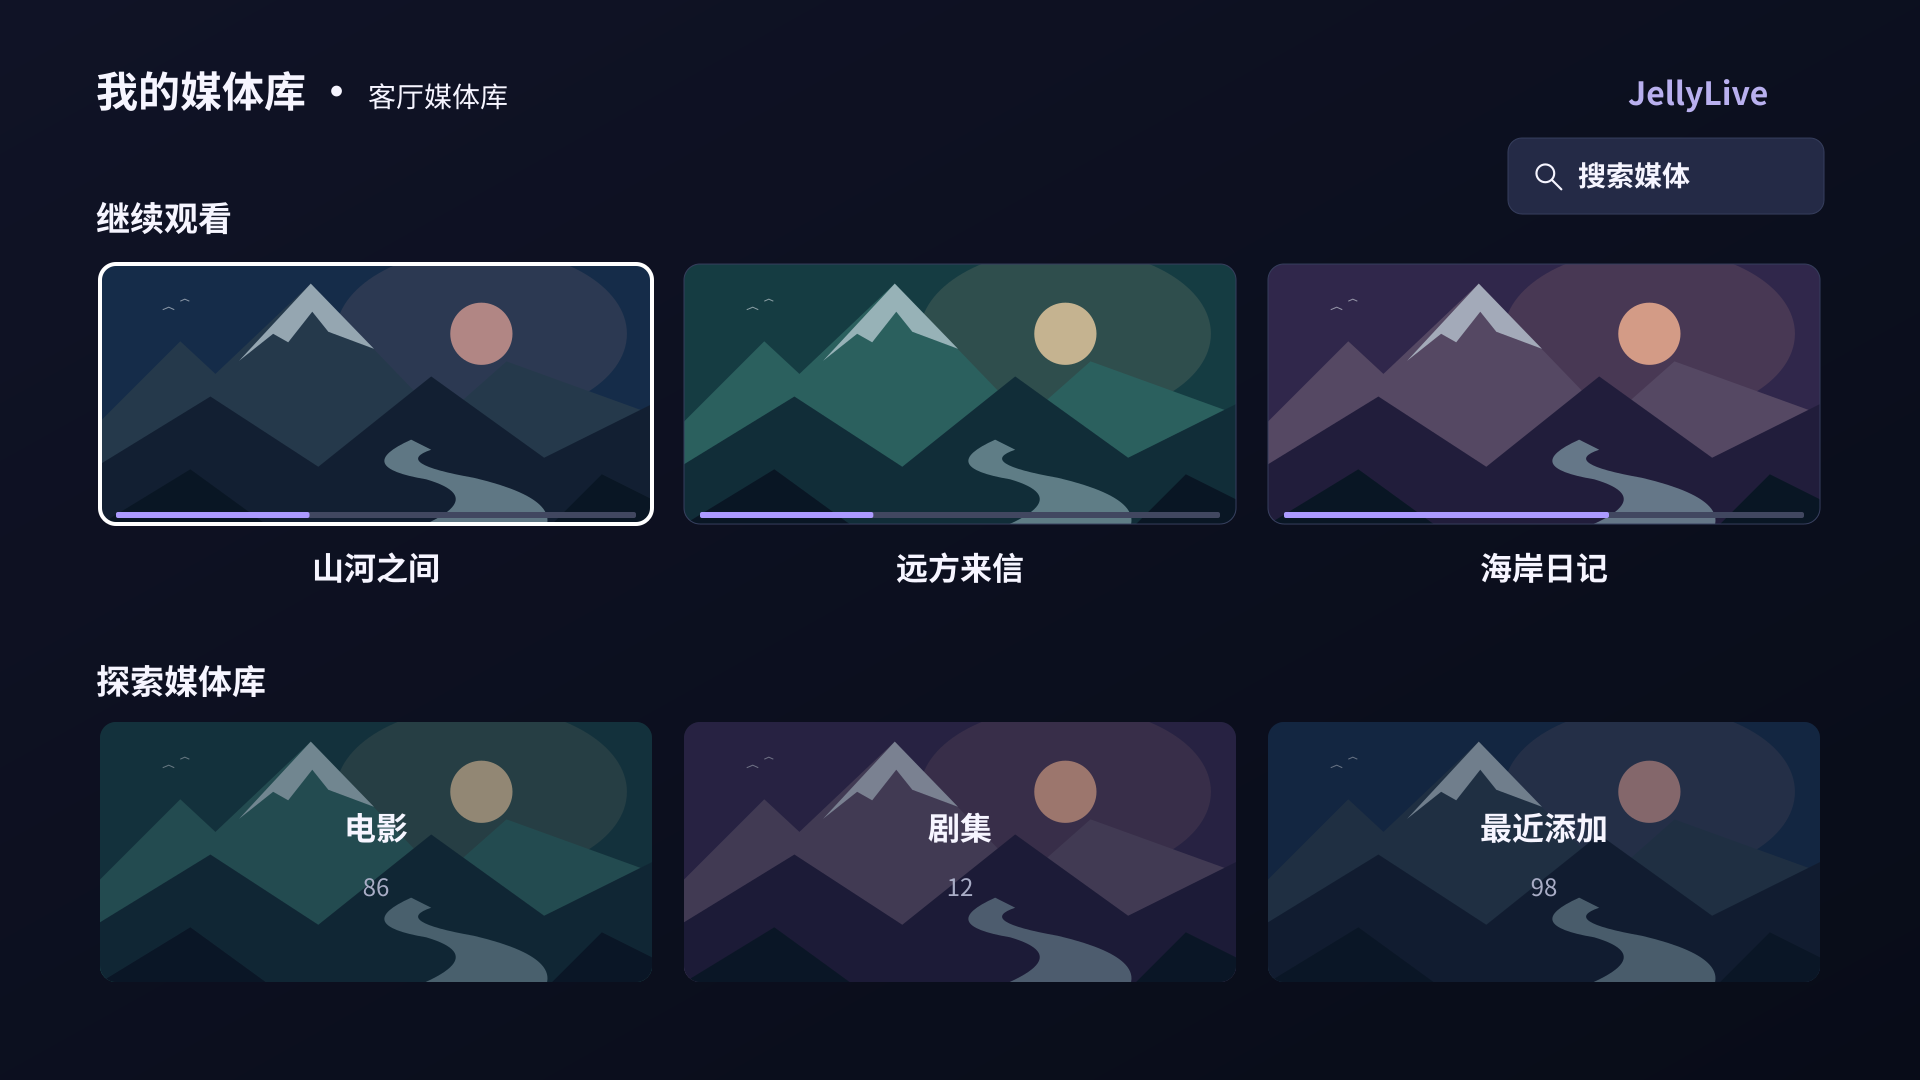 我的媒体库 • 客厅媒体库
JellyLive
搜索媒体
继续观看
山河之间
远方来信
海岸日记
探索媒体库
电影
86
剧集
12
最近添加
98